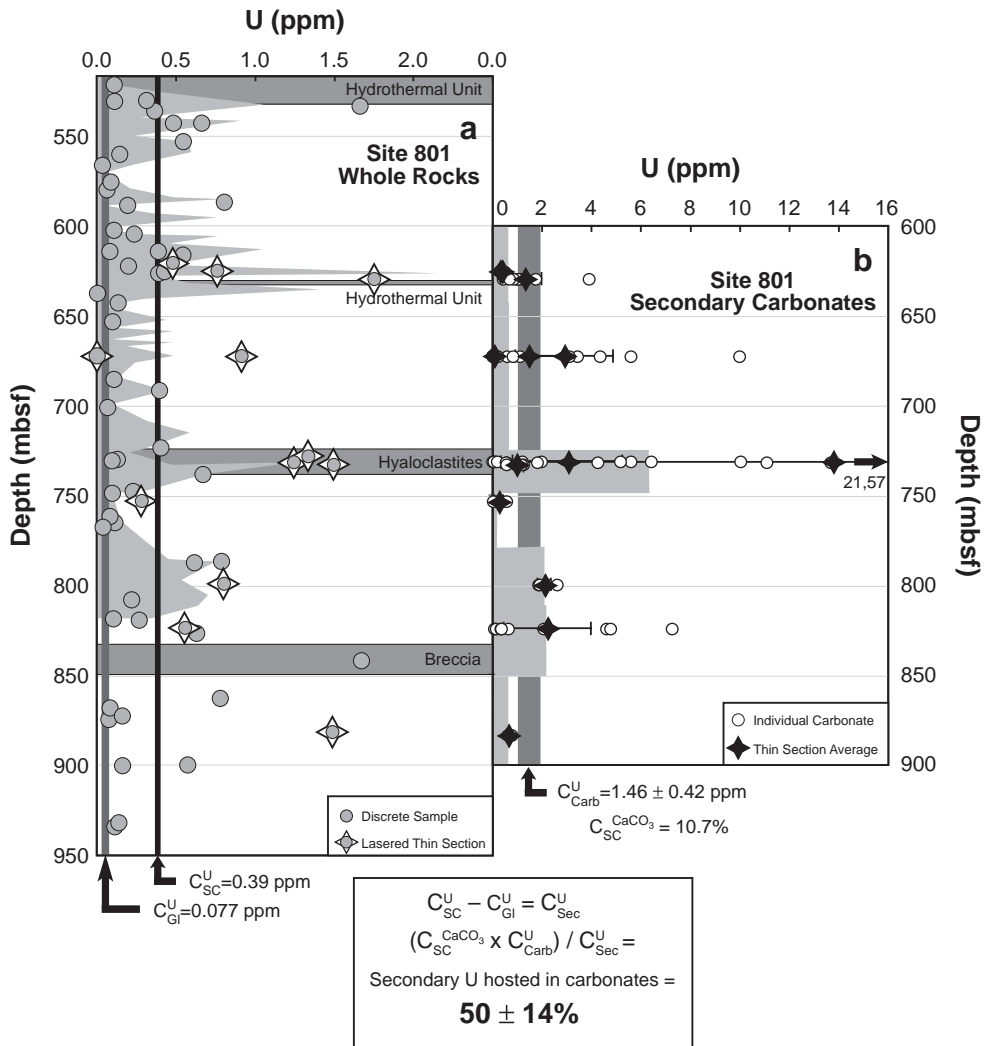 U (ppm)
0.0 0.5 1.0 1.5 2.0 0.0
Hydrothermal Unit
a
Site 801
Whole Rocks
550
600
650
700
750
800
850
900
950
Depth (mbsf)
Hydrothermal Unit
Hyaloclastites
Breccia
Discrete Sample
Lasered Thin Section
C^U_SC=0.39 ppm
C^U_Gl=0.077 ppm
U (ppm)
0 2 4 6 8 10 12 14 16
b
Site 801
Secondary Carbonates
600
650
700
750
800
850
900
Depth (mbsf)
21,57
Individual Carbonate
Thin Section Average
C^U_Carb=1.46 ± 0.42 ppm
C_SC^CaCO₃ = 10.7%
C^U_SC – C^U_Gl = C^U_Sec
(C_SC^CaCO₃ x C^U_Carb) / C^U_Sec =
Secondary U hosted in carbonates =
50 ± 14%